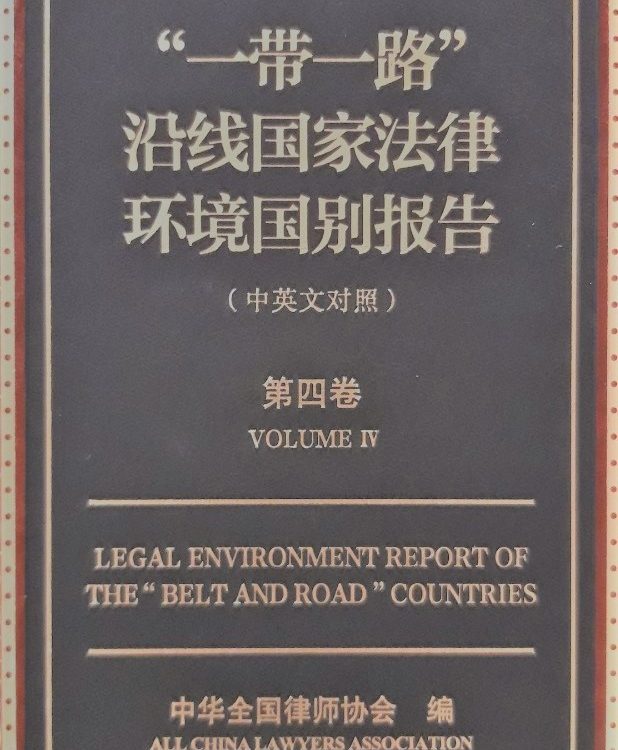 “一带一路”
沿线国家法律
环境国别报告
（中英文对照）
第四卷
VOLUME Ⅳ
LEGAL ENVIRONMENT REPORT OF
THE “ BELT AND ROAD ” COUNTRIES
中华全国律师协会 编
ALL CHINA LAWYERS ASSOCIATION